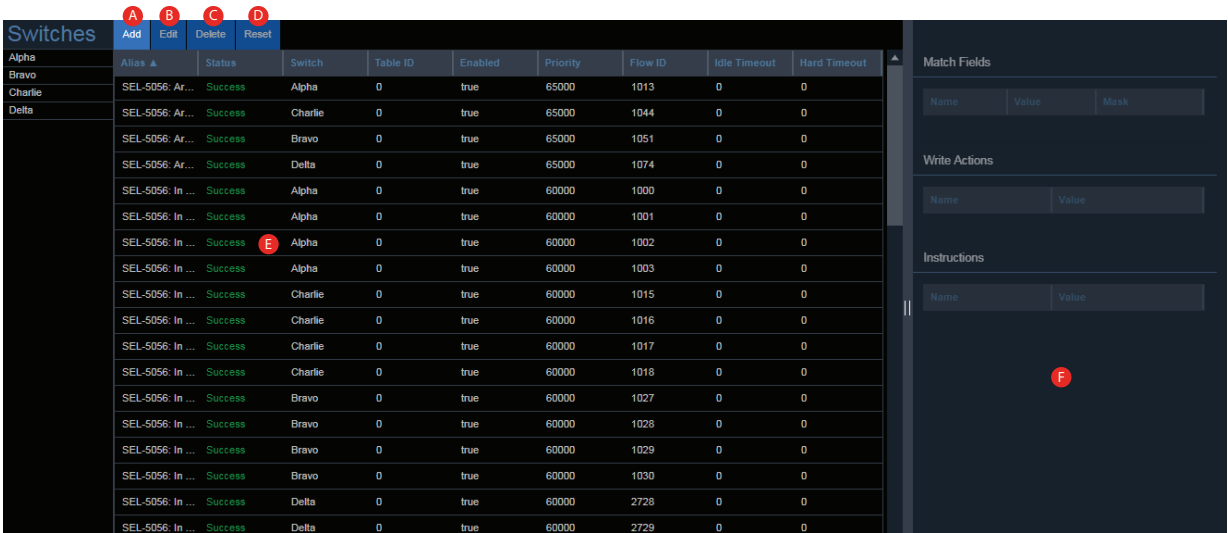 A B C D
Switches Add Edit Delete Reset
Alpha
Bravo
Charlie
Delta
Alias ▲ Status Switch Table ID Enabled Priority Flow ID Idle Timeout Hard Timeout
SEL-5056: Ar... Success Alpha 0 true 65000 1013 0 0
SEL-5056: Ar... Success Charlie 0 true 65000 1044 0 0
SEL-5056: Ar... Success Bravo 0 true 65000 1051 0 0
SEL-5056: Ar... Success Delta 0 true 65000 1074 0 0
SEL-5056: In ... Success Alpha 0 true 60000 1000 0 0
SEL-5056: In ... Success Alpha 0 true 60000 1001 0 0
SEL-5056: In ... Success E Alpha 0 true 60000 1002 0 0
SEL-5056: In ... Success Alpha 0 true 60000 1003 0 0
SEL-5056: In ... Success Charlie 0 true 60000 1015 0 0
SEL-5056: In ... Success Charlie 0 true 60000 1016 0 0
SEL-5056: In ... Success Charlie 0 true 60000 1017 0 0
SEL-5056: In ... Success Charlie 0 true 60000 1018 0 0
SEL-5056: In ... Success Bravo 0 true 60000 1027 0 0
SEL-5056: In ... Success Bravo 0 true 60000 1028 0 0
SEL-5056: In ... Success Bravo 0 true 60000 1029 0 0
SEL-5056: In ... Success Bravo 0 true 60000 1030 0 0
SEL-5056: In ... Success Delta 0 true 60000 2728 0 0
SEL-5056: In ... Success Delta 0 true 60000 2729 0 0
Match Fields
Name Value Mask
Write Actions
Name Value
Instructions
Name Value
F